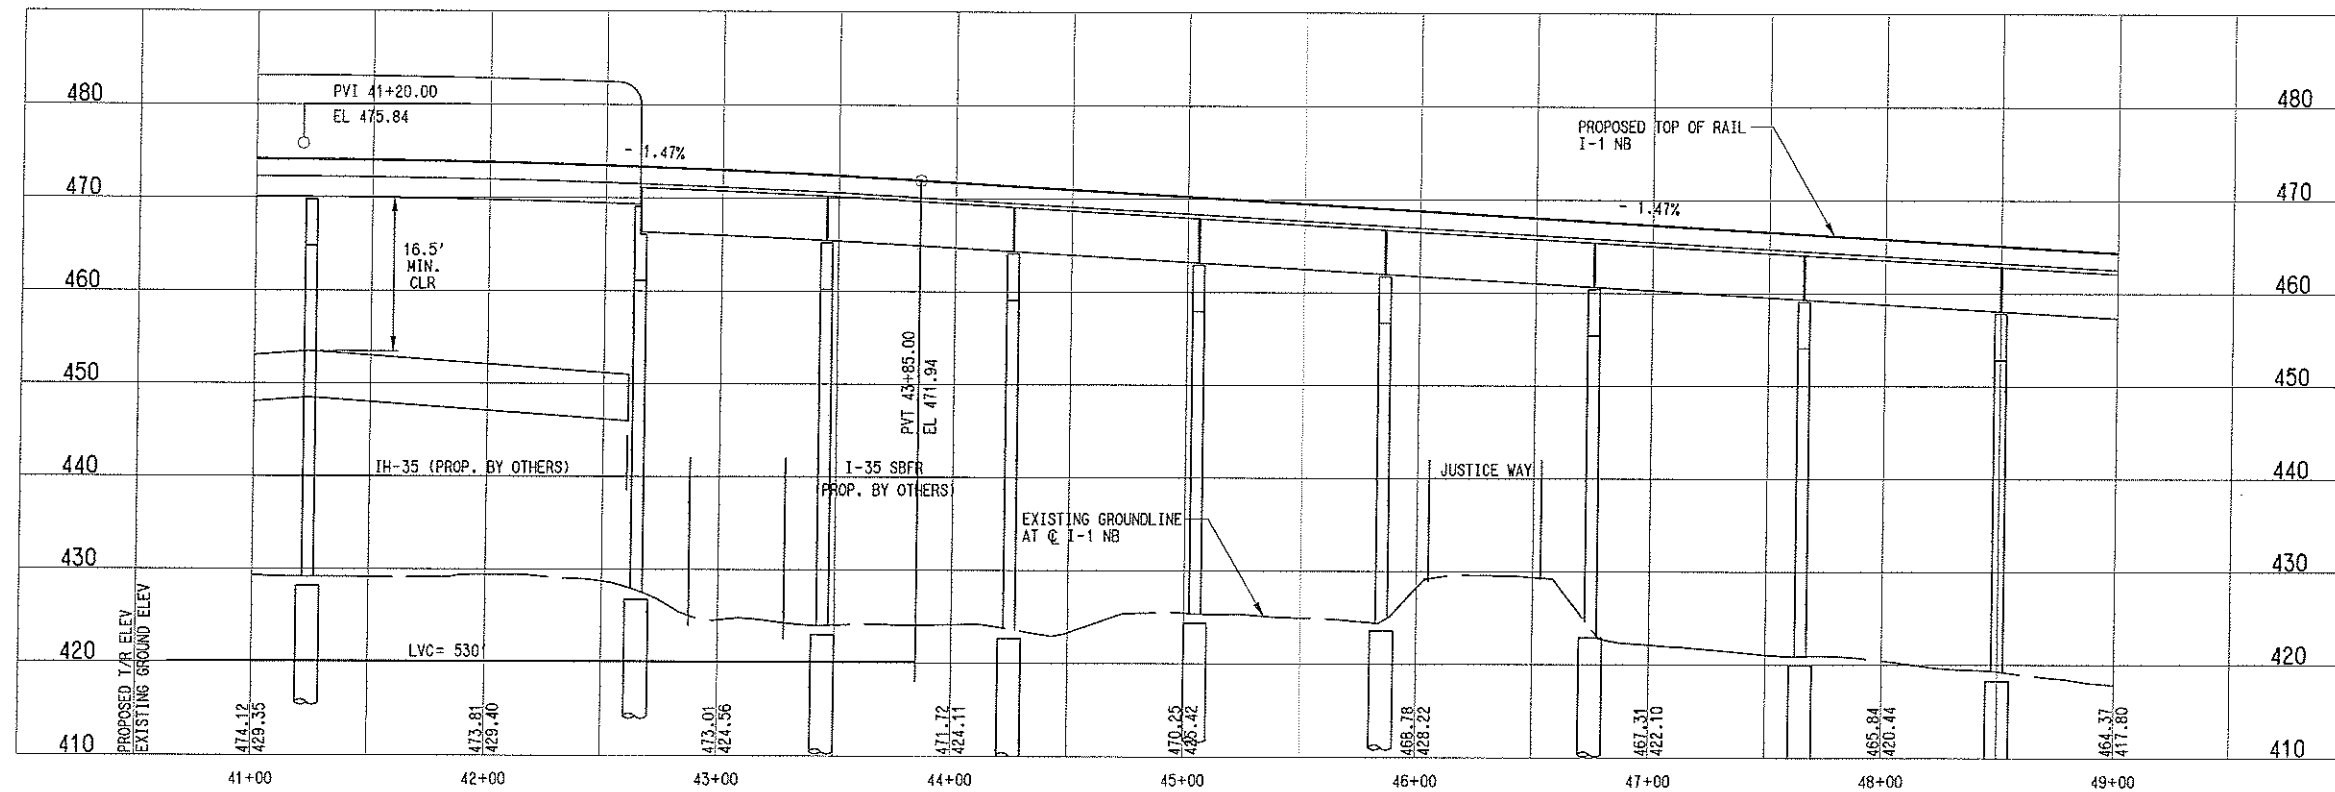 480
470
460
450
440
430
420
410
PVI 41+20.00
EL 475.84
- 1.47%
16.5'
MIN.
CLR
PVT 43+85.00
EL 471.94
PROPOSED TOP OF RAIL
I-1 NB
- 1.47%
IH-35 (PROP. BY OTHERS)
I-35 SBFR
(PROP. BY OTHERS)
JUSTICE WAY
EXISTING GROUNDLINE
AT ℄ I-1 NB
LVC= 530'
480
470
460
450
440
430
420
410
PROPOSED T/R ELEV
EXISTING GROUND ELEV
474.12
429.35
473.81
429.40
473.01
424.56
471.72
424.11
470.25
425.42
468.78
428.22
467.31
422.10
465.84
420.44
464.37
417.80
41+00
42+00
43+00
44+00
45+00
46+00
47+00
48+00
49+00